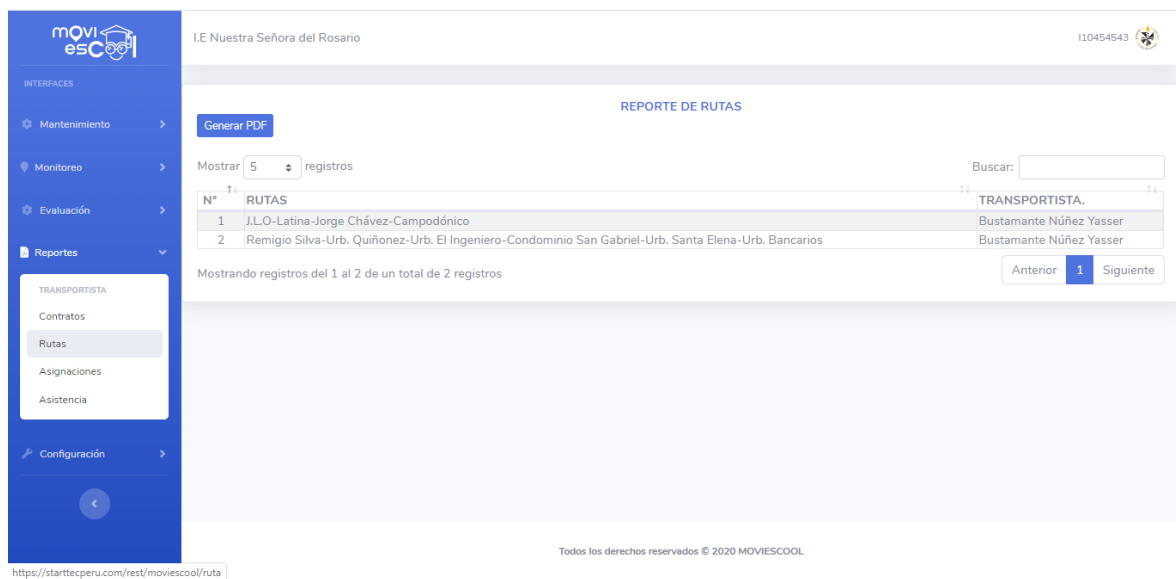 movi
escool
I.E Nuestra Señora del Rosario
I10454543
INTERFACES
Mantenimiento
Monitoreo
Evaluación
Reportes
TRANSPORTISTA
Contratos
Rutas
Asignaciones
Asistencia
Configuración
REPORTE DE RUTAS
Generar PDF
Mostrar 5 registros
Buscar:
N° RUTAS TRANSPORTISTA.
1 J.L.O-Latina-Jorge Chávez-Campodónico Bustamante Núñez Yasser
2 Remigio Silva-Urb. Quiñonez-Urb. El Ingeniero-Condominio San Gabriel-Urb. Santa Elena-Urb. Bancarios Bustamante Núñez Yasser
Mostrando registros del 1 al 2 de un total de 2 registros
Anterior 1 Siguiente
Todos los derechos reservados © 2020 MOVIESCOOL
https://starttecperu.com/rest/moviescool/ruta